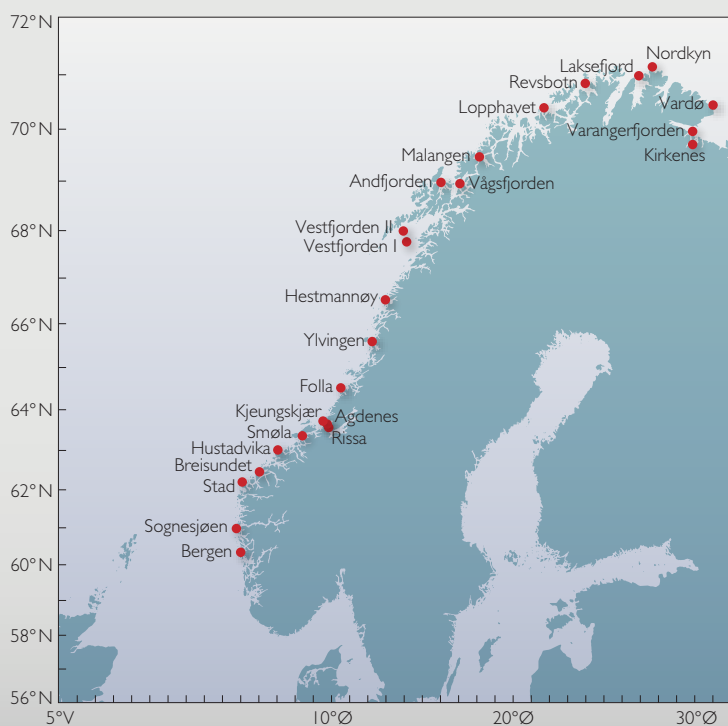 72° N
Nordkyn
Laksefjord
Revsbotn
Lopphavet
Vardø
70° N
Varangerfjorden
Kirkenes
Malangen
Andfjorden
Vågsfjorden
68° N
Vestfjorden II
Vestfjorden I
Hestmannøy
66° N
Ylvingen
Folla
64° N
Kjeungskjær
Agdenes
Smøla
Rissa
Hustadvika
Breisundet
62° N
Stad
Sognesjøen
Bergen
60° N
58° N
56° N
5°V
10°Ø
20°Ø
30°Ø